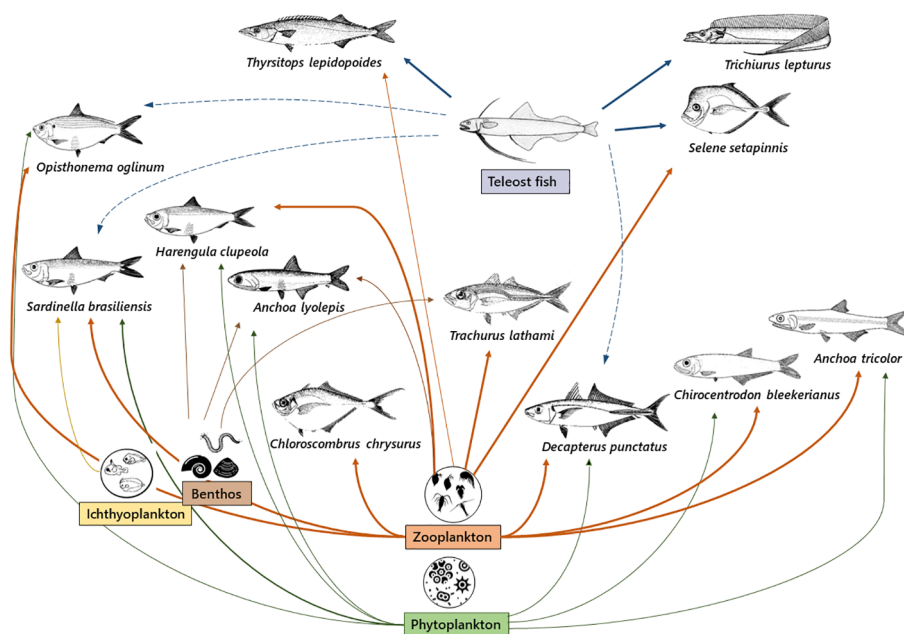 Thyrsitops lepidopoides
Trichiurus lepturus
Opisthonema oglinum
Selene setapinnis
Teleost fish
Harengula clupeola
Sardinella brasiliensis
Anchoa lyolepis
Trachurus lathami
Anchoa tricolor
Chirocentrodon bleekerianus
Chloroscombrus chrysurus
Decapterus punctatus
Benthos
Ichthyoplankton
Zooplankton
Phytoplankton